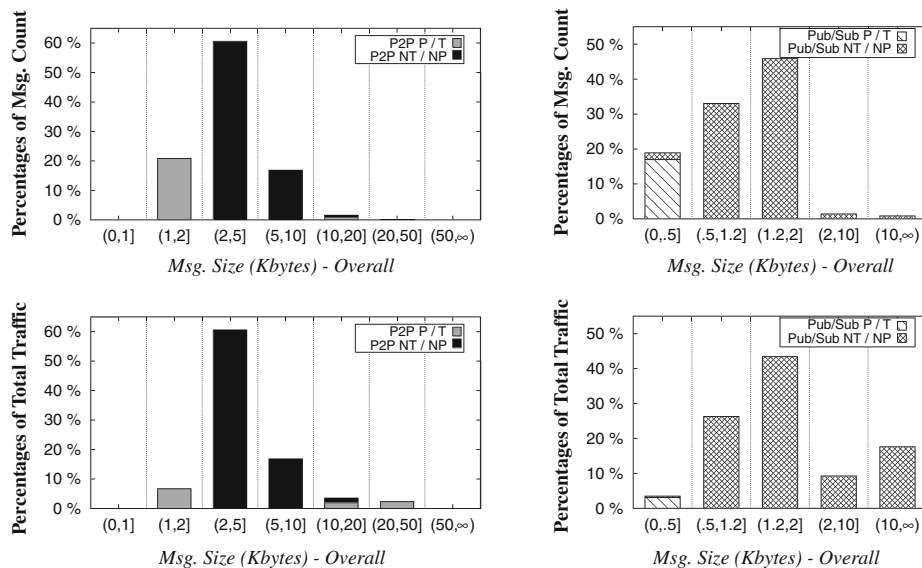 Percentages of Msg. Count
60 %
50 %
40 %
30 %
20 %
10 %
0 %
P2P P / T
P2P NT / NP
(0,1] (1,2] (2,5] (5,10] (10,20] (20,50] (50,∞)
Msg. Size (Kbytes) - Overall
Percentages of Msg. Count
50 %
40 %
30 %
20 %
10 %
0 %
Pub/Sub P / T
Pub/Sub NT / NP
(0,.5] (.5,1.2] (1.2,2] (2,10] (10,∞)
Msg. Size (Kbytes) - Overall
Percentages of Total Traffic
60 %
50 %
40 %
30 %
20 %
10 %
0 %
P2P P / T
P2P NT / NP
(0,1] (1,2] (2,5] (5,10] (10,20] (20,50] (50,∞)
Msg. Size (Kbytes) - Overall
Percentages of Total Traffic
50 %
40 %
30 %
20 %
10 %
0 %
Pub/Sub P / T
Pub/Sub NT / NP
(0,.5] (.5,1.2] (1.2,2] (2,10] (10,∞)
Msg. Size (Kbytes) - Overall